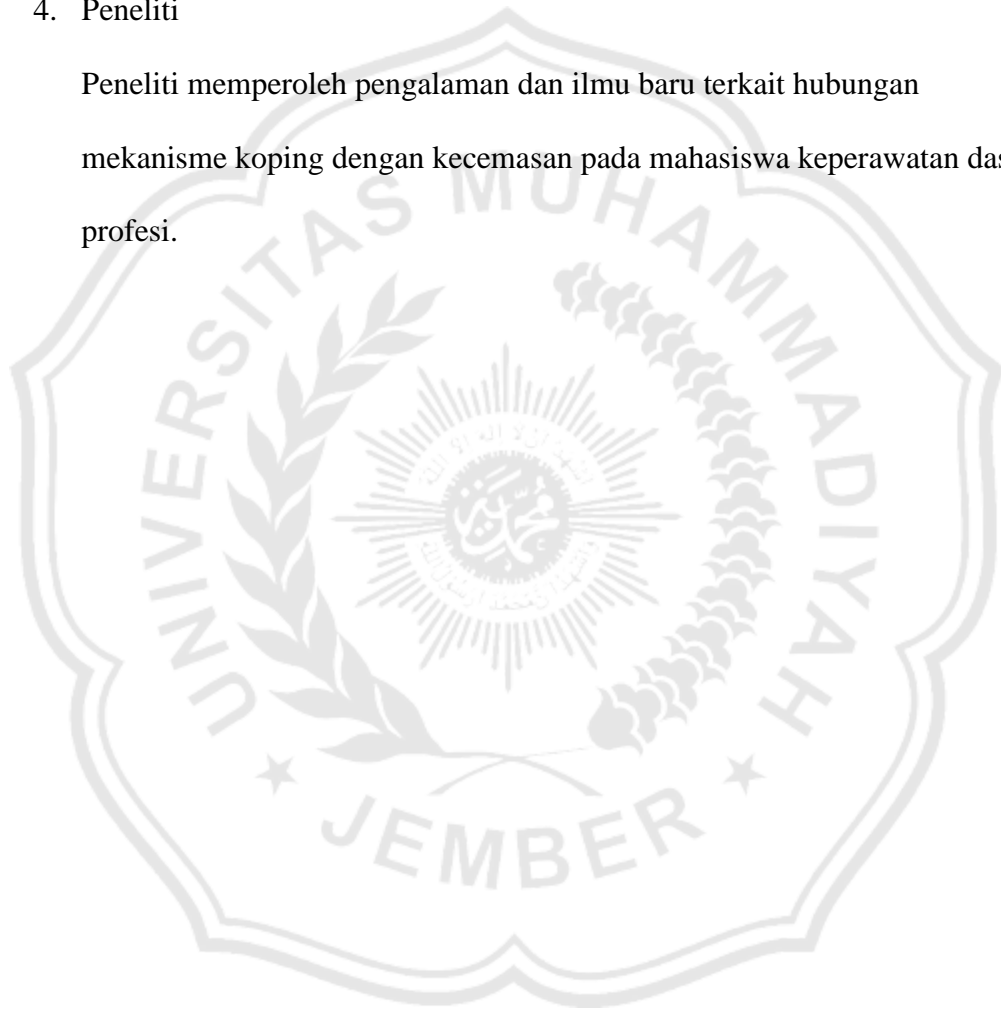 4. Peneliti
Peneliti memperoleh pengalaman dan ilmu baru terkait hubungan
mekanisme koping dengan kecemasan pada mahasiswa keperawatan das
profesi.
UNIVERSITAS MUHAMMADIYAH
JEMBER